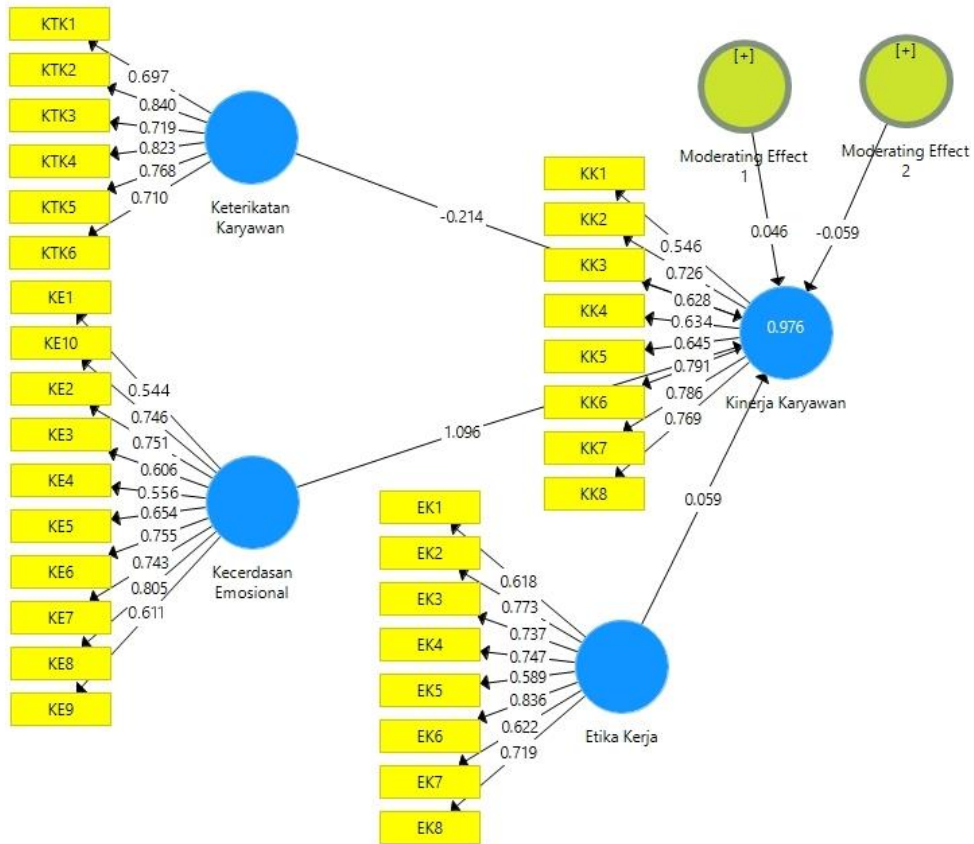 KTK1
KTK2
KTK3
KTK4
KTK5
KTK6
0.697
0.840
0.719
0.823
0.768
0.710
Keterikatan
Karyawan
KE1
KE10
KE2
KE3
KE4
KE5
KE6
KE7
KE8
KE9
0.544
0.746
0.751
0.606
0.556
0.654
0.755
0.743
0.805
0.611
Kecerdasan
Emosional
-0.214
1.096
[+]
Moderating Effect
1
[+]
Moderating Effect
2
0.046
-0.059
KK1
KK2
KK3
KK4
KK5
KK6
KK7
KK8
0.546
0.726
0.628
0.634
0.645
0.791
0.786
0.769
0.976
Kinerja Karyawan
0.059
EK1
EK2
EK3
EK4
EK5
EK6
EK7
EK8
0.618
0.773
0.737
0.747
0.589
0.836
0.622
0.719
Etika Kerja